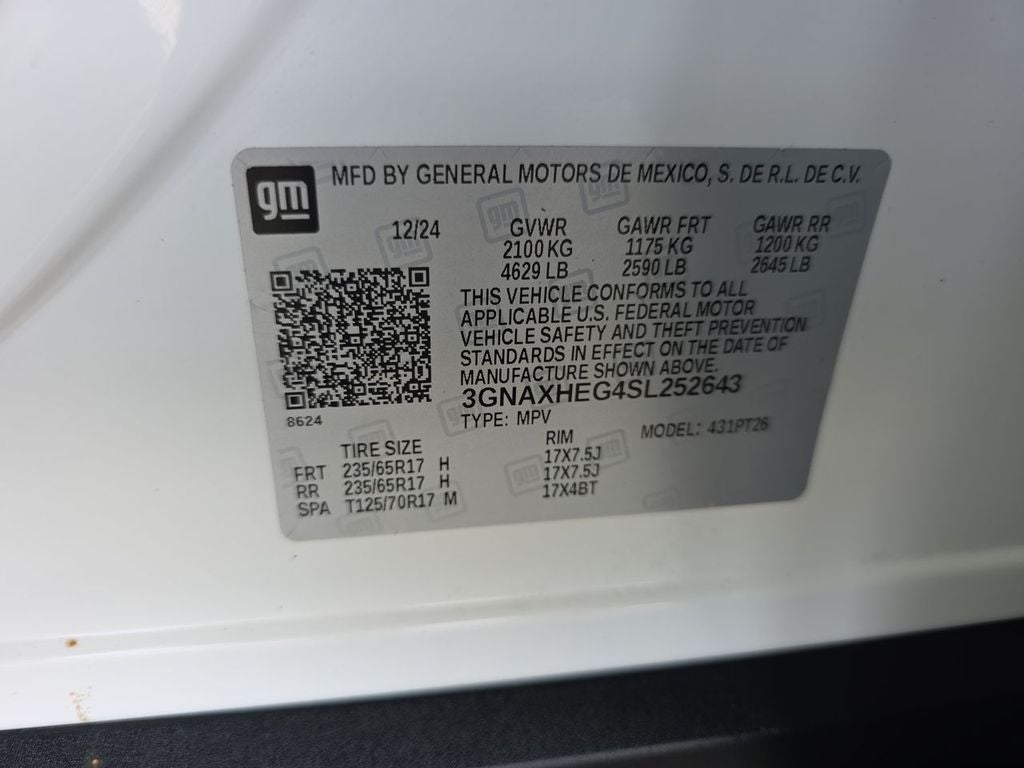 gm
MFD BY GENERAL MOTORS DE MEXICO, S. DE R.L. DE C.V.
12/24 GVWR GAWR FRT GAWR RR
2100 KG 1175 KG 1200 KG
4629 LB 2590 LB 2645 LB
THIS VEHICLE CONFORMS TO ALL
APPLICABLE U.S. FEDERAL MOTOR
VEHICLE SAFETY AND THEFT PREVENTION
STANDARDS IN EFFECT ON THE DATE OF
MANUFACTURE SHOWN ABOVE.
3GNAXHEG4SL252643
TYPE: MPV MODEL: 431PT26
8624
TIRE SIZE RIM
FRT 235/65R17 H 17X7.5J
RR 235/65R17 H 17X7.5J
SPA T125/70R17 M 17X4BT